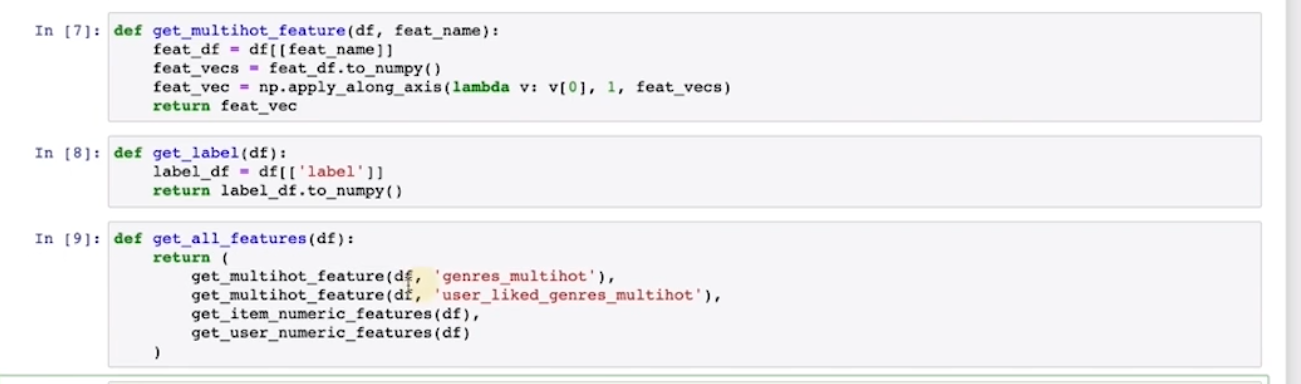 In [7]: def get_multihot_feature(df, feat_name):
    feat_df = df[[feat_name]]
    feat_vecs = feat_df.to_numpy()
    feat_vec = np.apply_along_axis(lambda v: v[0], 1, feat_vecs)
    return feat_vec
In [8]: def get_label(df):
    label_df = df[['label']]
    return label_df.to_numpy()
In [9]: def get_all_features(df):
    return (
        get_multihot_feature(df, 'genres_multihot'),
        get_multihot_feature(df, 'user_liked_genres_multihot'),
        get_item_numeric_features(df),
        get_user_numeric_features(df)
    )